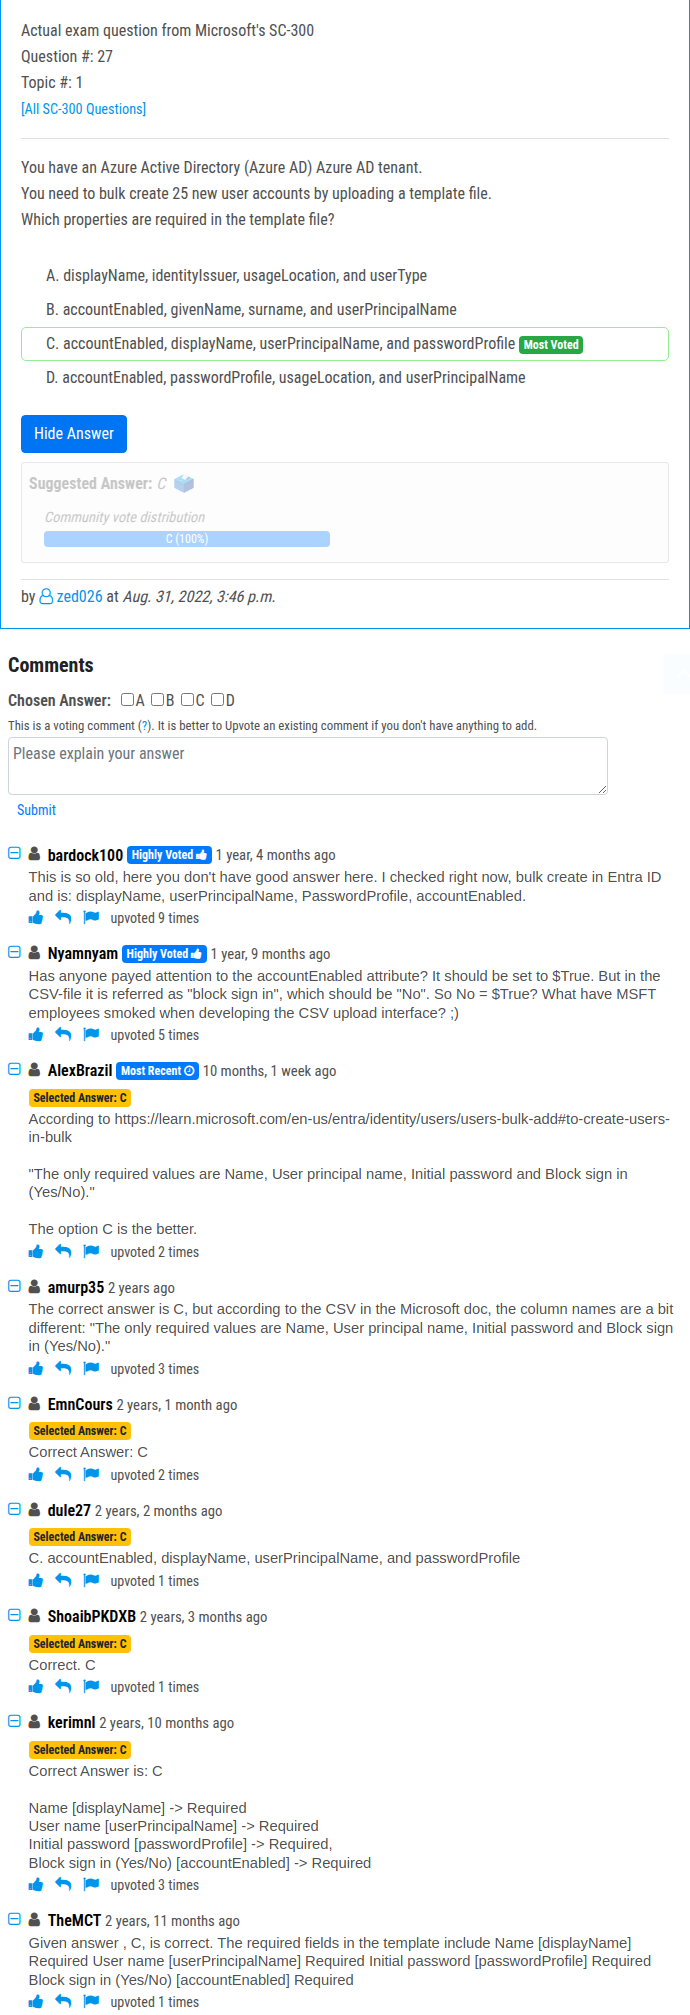 Actual exam question from Microsoft's SC-300
Question #: 27
Topic #: 1
[All SC-300 Questions]
You have an Azure Active Directory (Azure AD) Azure AD tenant.
You need to bulk create 25 new user accounts by uploading a template file.
Which properties are required in the template file?
A. displayName, identityIssuer, usageLocation, and userType
B. accountEnabled, givenName, surname, and userPrincipalName
C. accountEnabled, displayName, userPrincipalName, and passwordProfile Most Voted
D. accountEnabled, passwordProfile, usageLocation, and userPrincipalName
Hide Answer
Suggested Answer: C
Community vote distribution
C (100%)
by zed026 at Aug. 31, 2022, 3:46 p.m.
Comments
Chosen Answer: A B C D
This is a voting comment (?). It is better to Upvote an existing comment if you don't have anything to add.
Please explain your answer
Submit
bardock100 Highly Voted 1 year, 4 months ago
This is so old, here you don't have good answer here. I checked right now, bulk create in Entra ID
and is: displayName, userPrincipalName, PasswordProfile, accountEnabled.
upvoted 9 times
Nyamnyam Highly Voted 1 year, 9 months ago
Has anyone payed attention to the accountEnabled attribute? It should be set to $True. But in the
CSV-file it is referred as "block sign in", which should be "No". So No = $True? What have MSFT
employees smoked when developing the CSV upload interface? ;)
upvoted 5 times
AlexBrazil Most Recent 10 months, 1 week ago
Selected Answer: C
According to https://learn.microsoft.com/en-us/entra/identity/users/users-bulk-add#to-create-users-
in-bulk
"The only required values are Name, User principal name, Initial password and Block sign in
(Yes/No)."
The option C is the better.
upvoted 2 times
amurp35 2 years ago
The correct answer is C, but according to the CSV in the Microsoft doc, the column names are a bit
different: "The only required values are Name, User principal name, Initial password and Block sign
in (Yes/No)."
upvoted 3 times
EmnCours 2 years, 1 month ago
Selected Answer: C
Correct Answer: C
upvoted 2 times
dule27 2 years, 2 months ago
Selected Answer: C
C. accountEnabled, displayName, userPrincipalName, and passwordProfile
upvoted 1 times
ShoaibPKDXB 2 years, 3 months ago
Selected Answer: C
Correct. C
upvoted 1 times
kerimnl 2 years, 10 months ago
Selected Answer: C
Correct Answer is: C
Name [displayName] -> Required
User name [userPrincipalName] -> Required
Initial password [passwordProfile] -> Required,
Block sign in (Yes/No) [accountEnabled] -> Required
upvoted 3 times
TheMCT 2 years, 11 months ago
Given answer , C, is correct. The required fields in the template include Name [displayName]
Required User name [userPrincipalName] Required Initial password [passwordProfile] Required
Block sign in (Yes/No) [accountEnabled] Required
upvoted 1 times